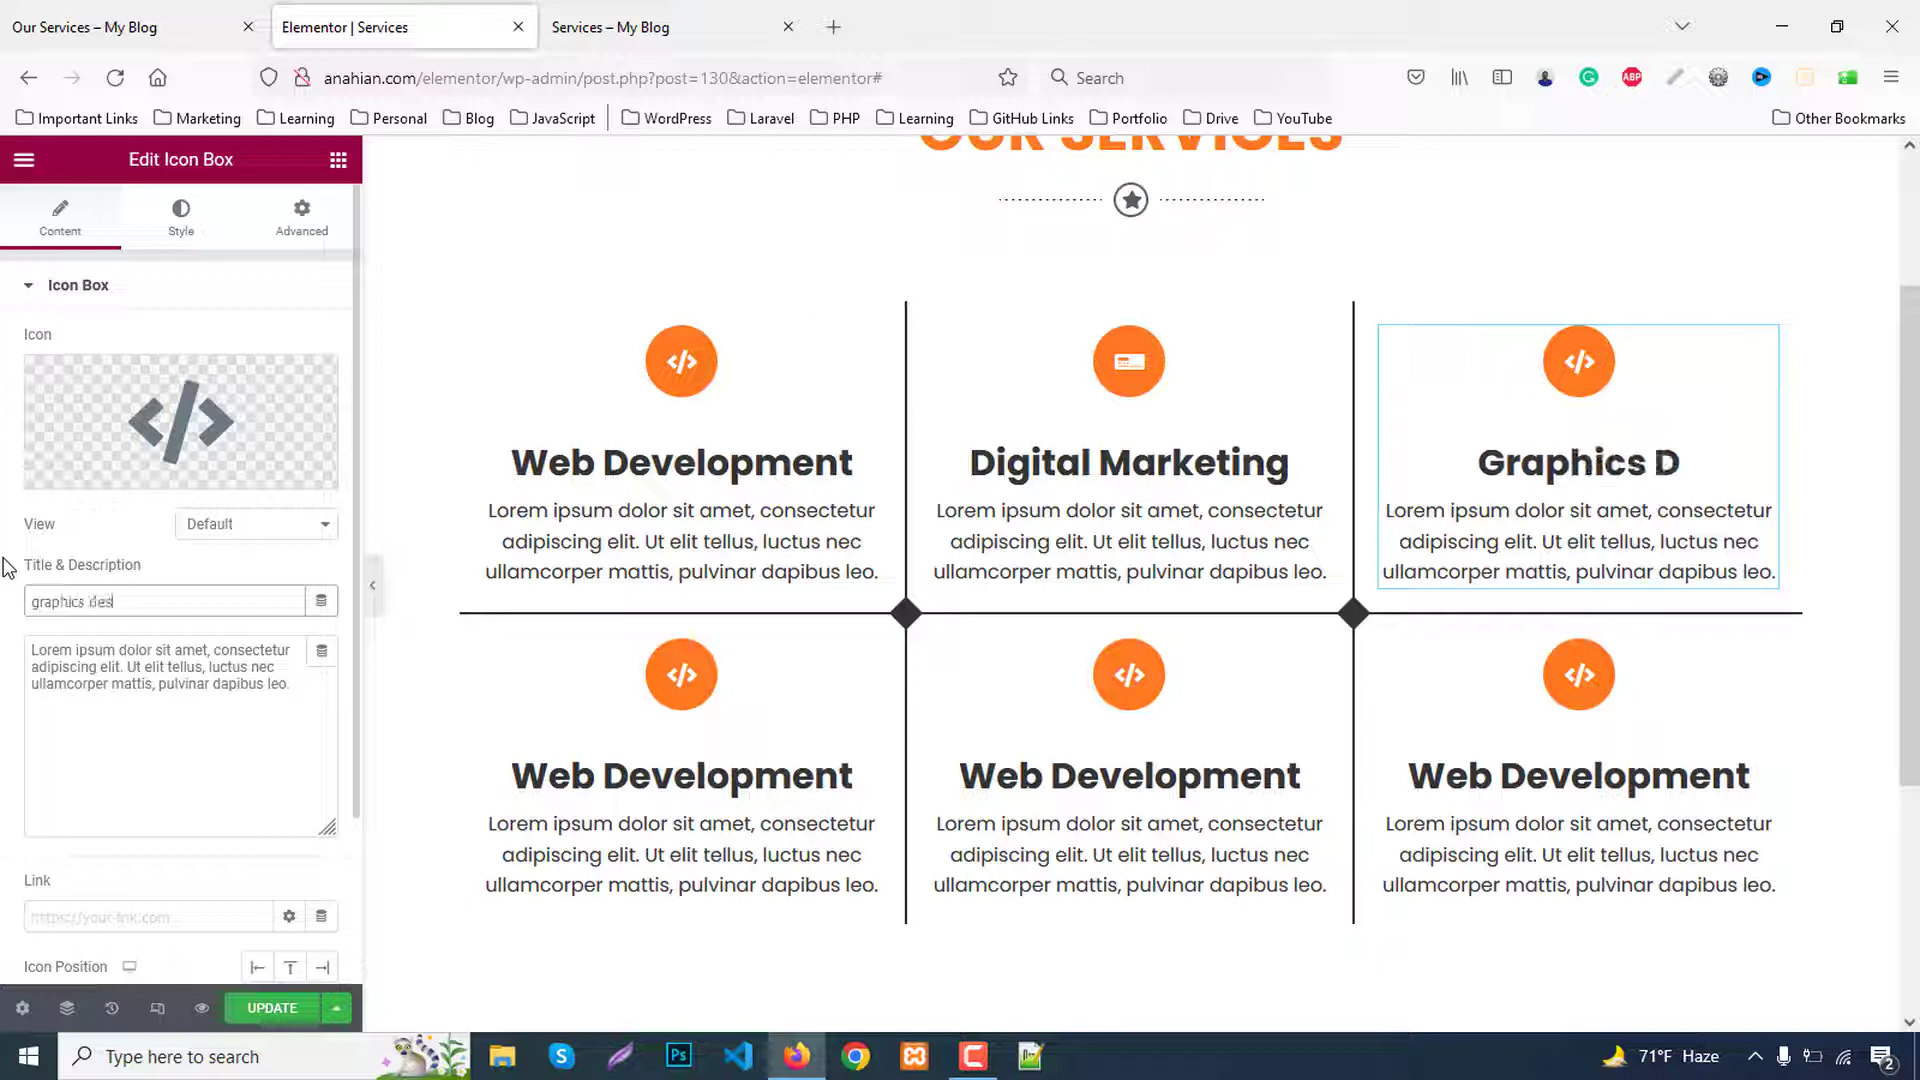 Our Services – My Blog
Elementor | Services
Services – My Blog
anahian.com/elementor/wp-admin/post.php?post=130&action=elementor#
Search
ABP
Important Links
Marketing
Learning
Personal
Blog
JavaScript
WordPress
Laravel
PHP
Learning
GitHub Links
Portfolio
Drive
YouTube
Other Bookmarks
Edit Icon Box
Content
Style
Advanced
Icon Box
Icon
View
Default
Title & Description
graphics des
Lorem ipsum dolor sit amet, consectetur
adipiscing elit. Ut elit tellus, luctus nec
ullamcorper mattis, pulvinar dapibus leo.
Link
https://your-link.com
Icon Position
UPDATE
OUR SERVICES
Web Development
Lorem ipsum dolor sit amet, consectetur
adipiscing elit. Ut elit tellus, luctus nec
ullamcorper mattis, pulvinar dapibus leo.
Digital Marketing
Lorem ipsum dolor sit amet, consectetur
adipiscing elit. Ut elit tellus, luctus nec
ullamcorper mattis, pulvinar dapibus leo.
Graphics D
Lorem ipsum dolor sit amet, consectetur
adipiscing elit. Ut elit tellus, luctus nec
ullamcorper mattis, pulvinar dapibus leo.
Web Development
Lorem ipsum dolor sit amet, consectetur
adipiscing elit. Ut elit tellus, luctus nec
ullamcorper mattis, pulvinar dapibus leo.
Web Development
Lorem ipsum dolor sit amet, consectetur
adipiscing elit. Ut elit tellus, luctus nec
ullamcorper mattis, pulvinar dapibus leo.
Web Development
Lorem ipsum dolor sit amet, consectetur
adipiscing elit. Ut elit tellus, luctus nec
ullamcorper mattis, pulvinar dapibus leo.
Type here to search
Ps
71°F Haze
2